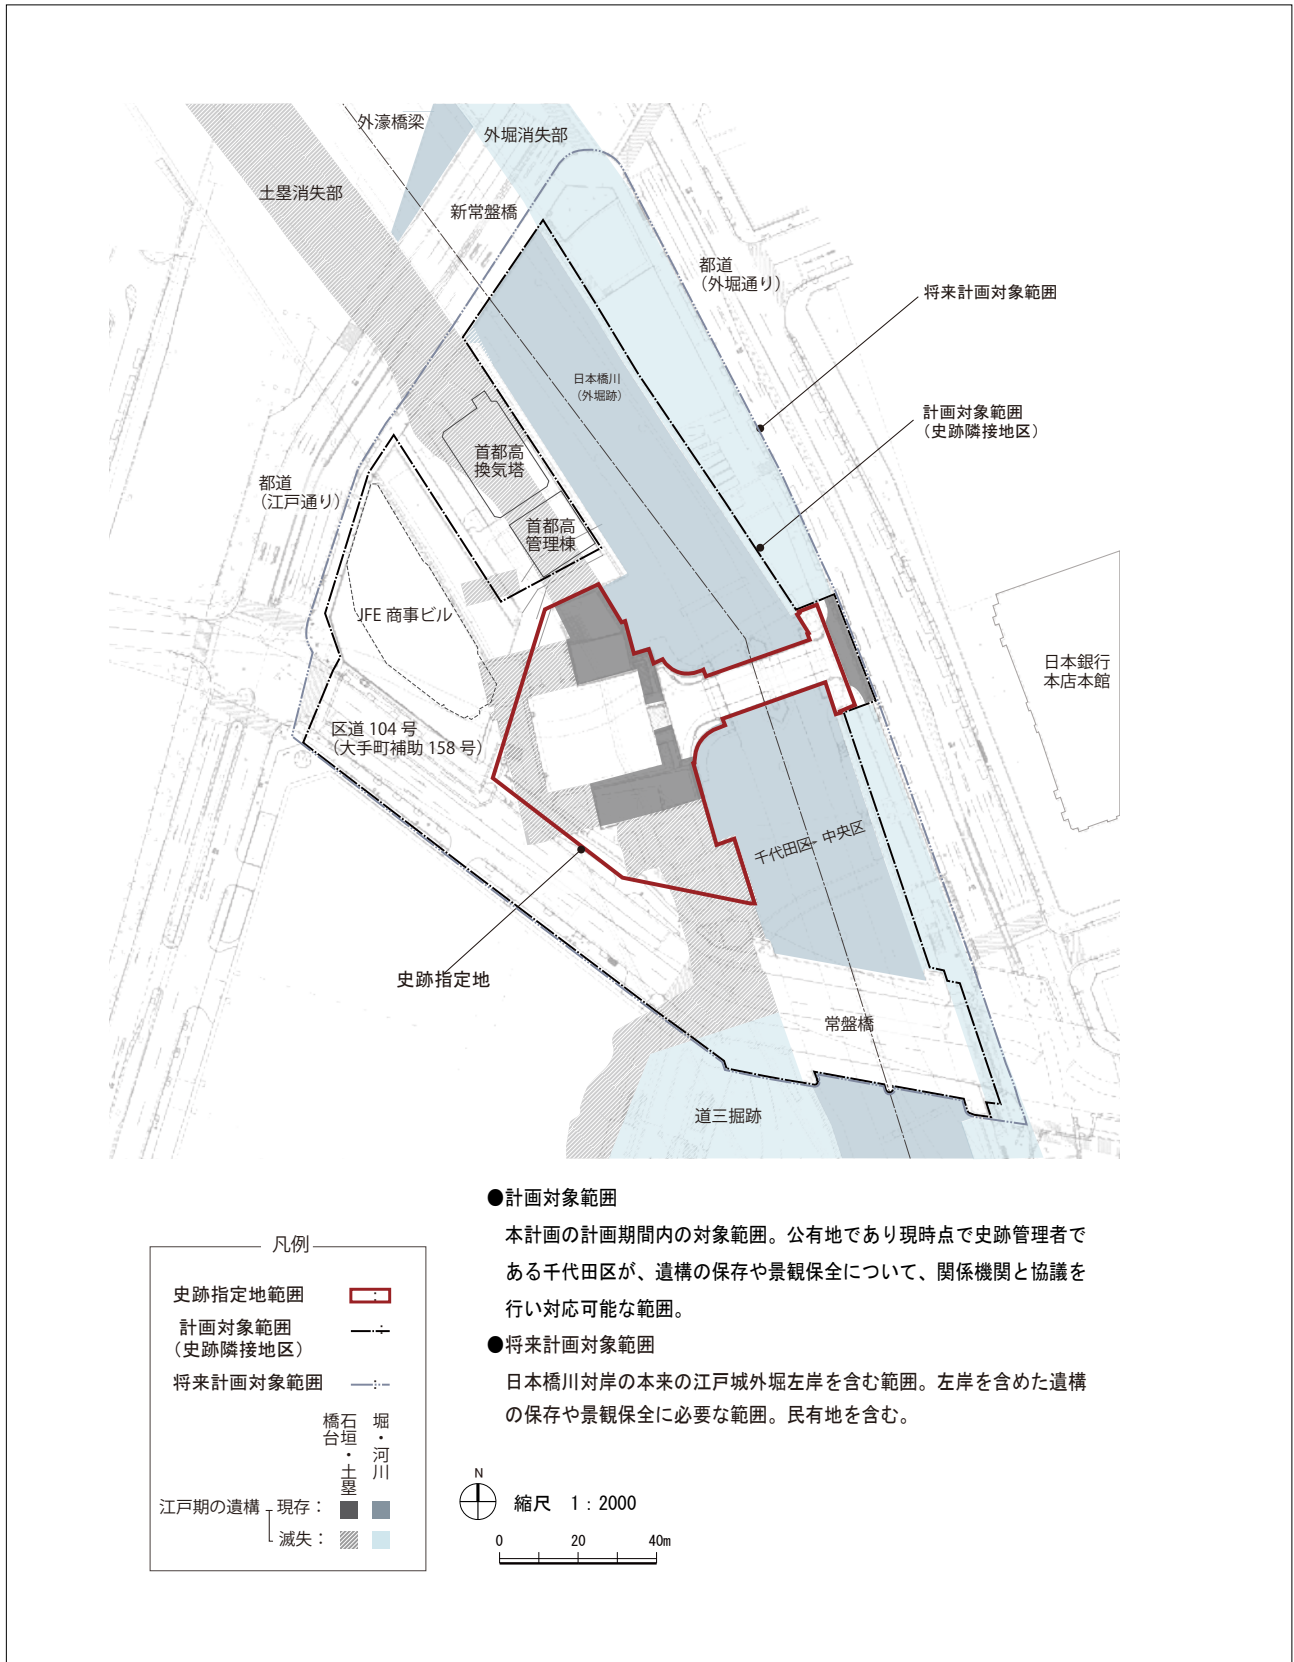 外濠橋梁
外堀消失部
土塁消失部
新常盤橋
都道
（外堀通り）
将来計画対象範囲
日本橋川
（外堀跡）
計画対象範囲
（史跡隣接地区）
首都高
換気塔
都道
（江戸通り）
首都高
管理棟
JFE 商事ビル
日本銀行
本店本館
区道 104 号
（大手町補助 158 号）
千代田区
中央区
史跡指定地
常盤橋
道三堀跡
●計画対象範囲
本計画の計画期間内の対象範囲。公有地であり現時点で史跡管理者で
ある千代田区が、遺構の保存や景観保全について、関係機関と協議を
行い対応可能な範囲。
●将来計画対象範囲
日本橋川対岸の本来の江戸城外堀左岸を含む範囲。左岸を含めた遺構
の保存や景観保全に必要な範囲。民有地を含む。
凡例
史跡指定地範囲
計画対象範囲
（史跡隣接地区）
将来計画対象範囲
堀・河川
石垣・土塁
橋台
江戸期の遺構
現存：
滅失：
N
縮尺　1：2000
0 20 40m